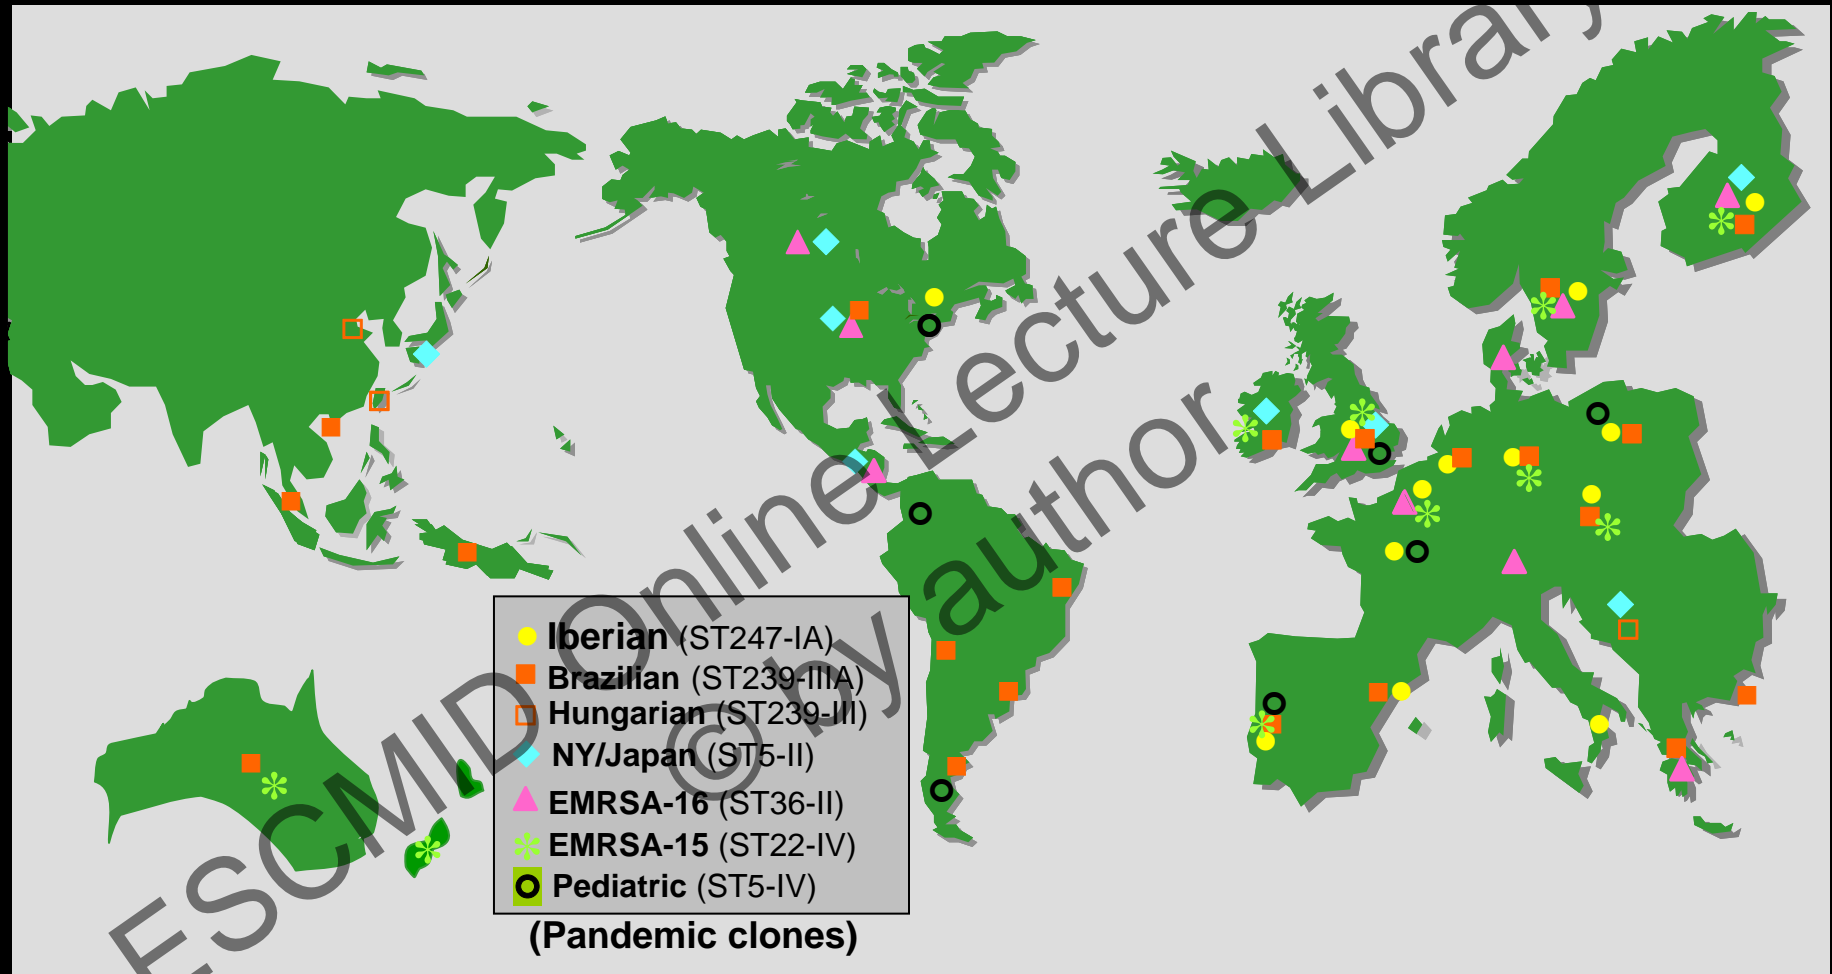 Iberian (ST247-IA)
Brazilian (ST239-IIIA)
Hungarian (ST239-III)
NY/Japan (ST5-II)
EMRSA-16 (ST36-II)
EMRSA-15 (ST22-IV)
Pediatric (ST5-IV)
(Pandemic clones)
ESCMID Online Lecture Library
© by author